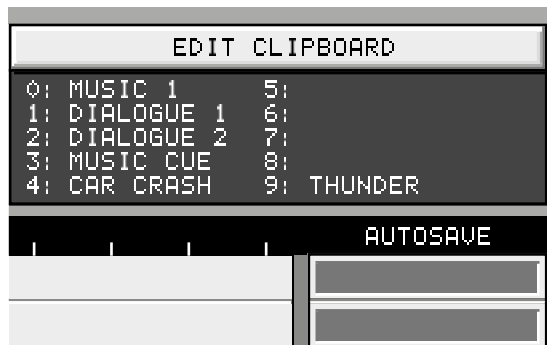 EDIT CLIPBOARD
0: MUSIC 1 5:
1: DIALOGUE 1 6:
2: DIALOGUE 2 7:
3: MUSIC CUE 8:
4: CAR CRASH 9: THUNDER
AUTOSAVE